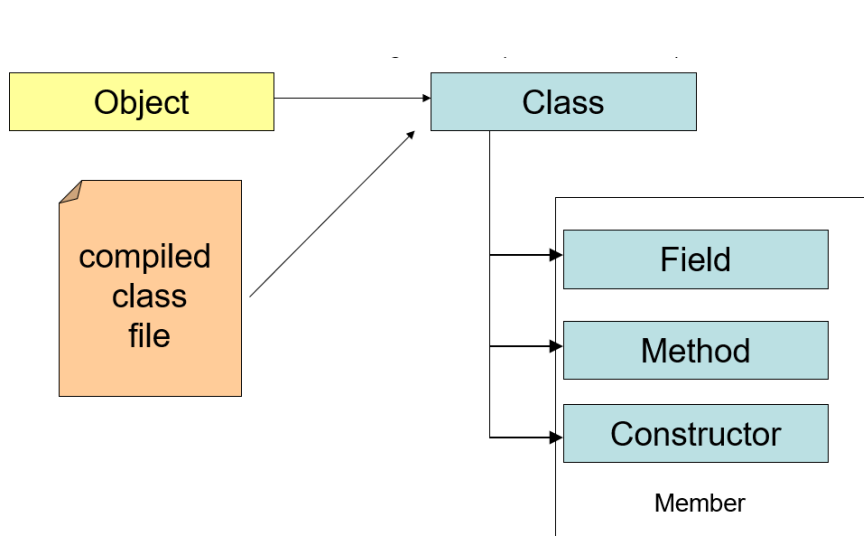 Object
Class
compiled
class
file
Field
Method
Constructor
Member